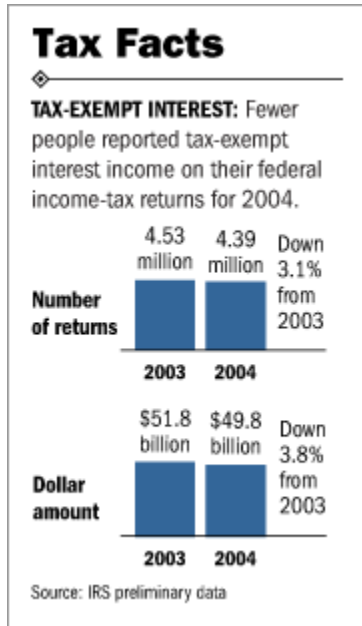 Tax Facts
TAX-EXEMPT INTEREST: Fewer
people reported tax-exempt
interest income on their federal
income-tax returns for 2004.
4.53 million
4.39 million
Down 3.1% from 2003
Number of returns
2003 2004
$51.8 billion
$49.8 billion
Down 3.8% from 2003
Dollar amount
2003 2004
Source: IRS preliminary data